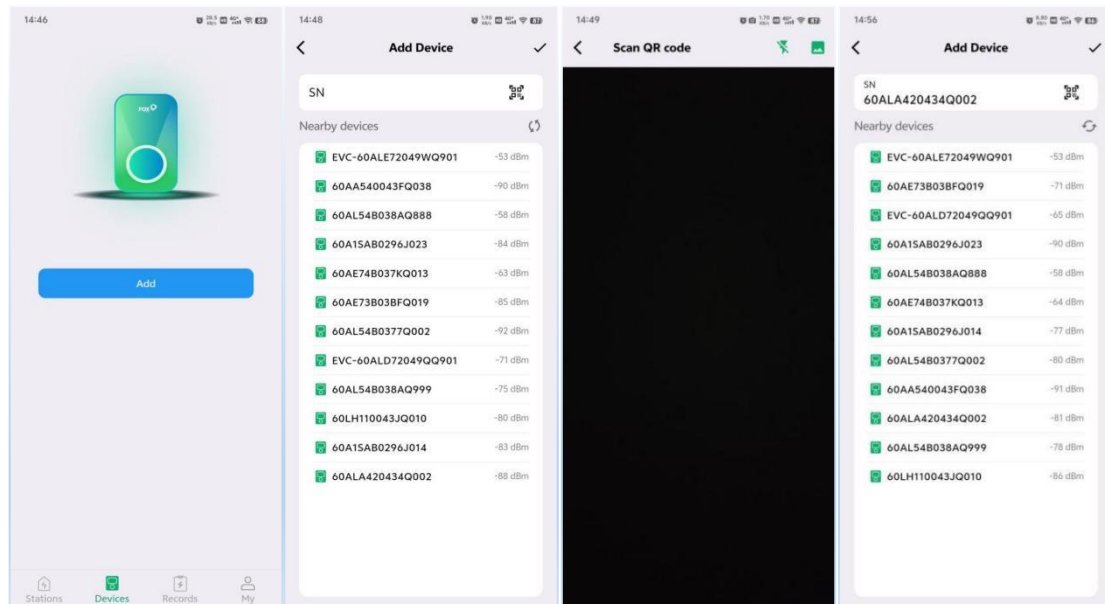 14:46
FOX
Add
Stations
Devices
Records
My
14:48
Add Device
SN
Nearby devices
EVC-60ALE72049WQ901 -53 dBm
60AA540043FQ038 -90 dBm
60AL54B038AQ888 -58 dBm
60A1SAB0296J023 -84 dBm
60AE74B037KQ013 -63 dBm
60AE73B03BFQ019 -85 dBm
60AL54B0377Q002 -92 dBm
EVC-60ALD72049QQ901 -71 dBm
60AL54B038AQ999 -75 dBm
60LH110043JQ010 -80 dBm
60A1SAB0296J014 -83 dBm
60ALA420434Q002 -88 dBm
14:49
Scan QR code
14:56
Add Device
SN
60ALA420434Q002
Nearby devices
EVC-60ALE72049WQ901 -53 dBm
60AE73B03BFQ019 -71 dBm
EVC-60ALD72049QQ901 -65 dBm
60A1SAB0296J023 -90 dBm
60AL54B038AQ888 -58 dBm
60AE74B037KQ013 -64 dBm
60A1SAB0296J014 -77 dBm
60AL54B0377Q002 -80 dBm
60AA540043FQ038 -91 dBm
60ALA420434Q002 -81 dBm
60AL54B038AQ999 -78 dBm
60LH110043JQ010 -86 dBm